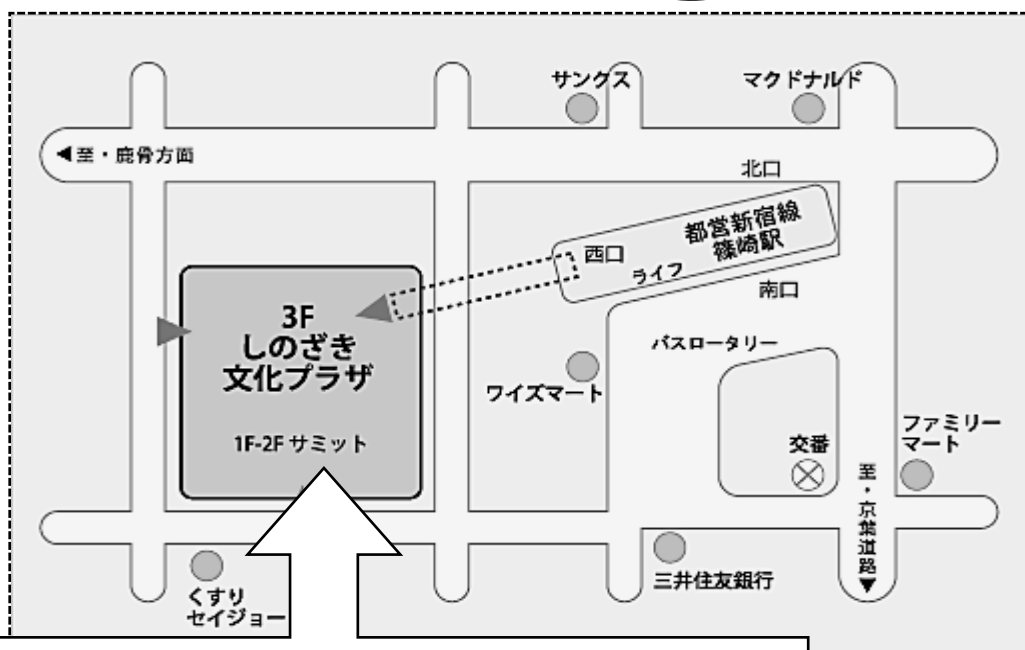 サンクス
マクドナルド
◀至・鹿骨方面
北口
都営新宿線
篠崎駅
西口
ライフ
南口
3F
しのざき
文化プラザ
バスロータリー
ワイズマート
1F-2F サミット
交番
ファミリー
マート
至・京葉道路▼
くすり
セイジョー
三井住友銀行